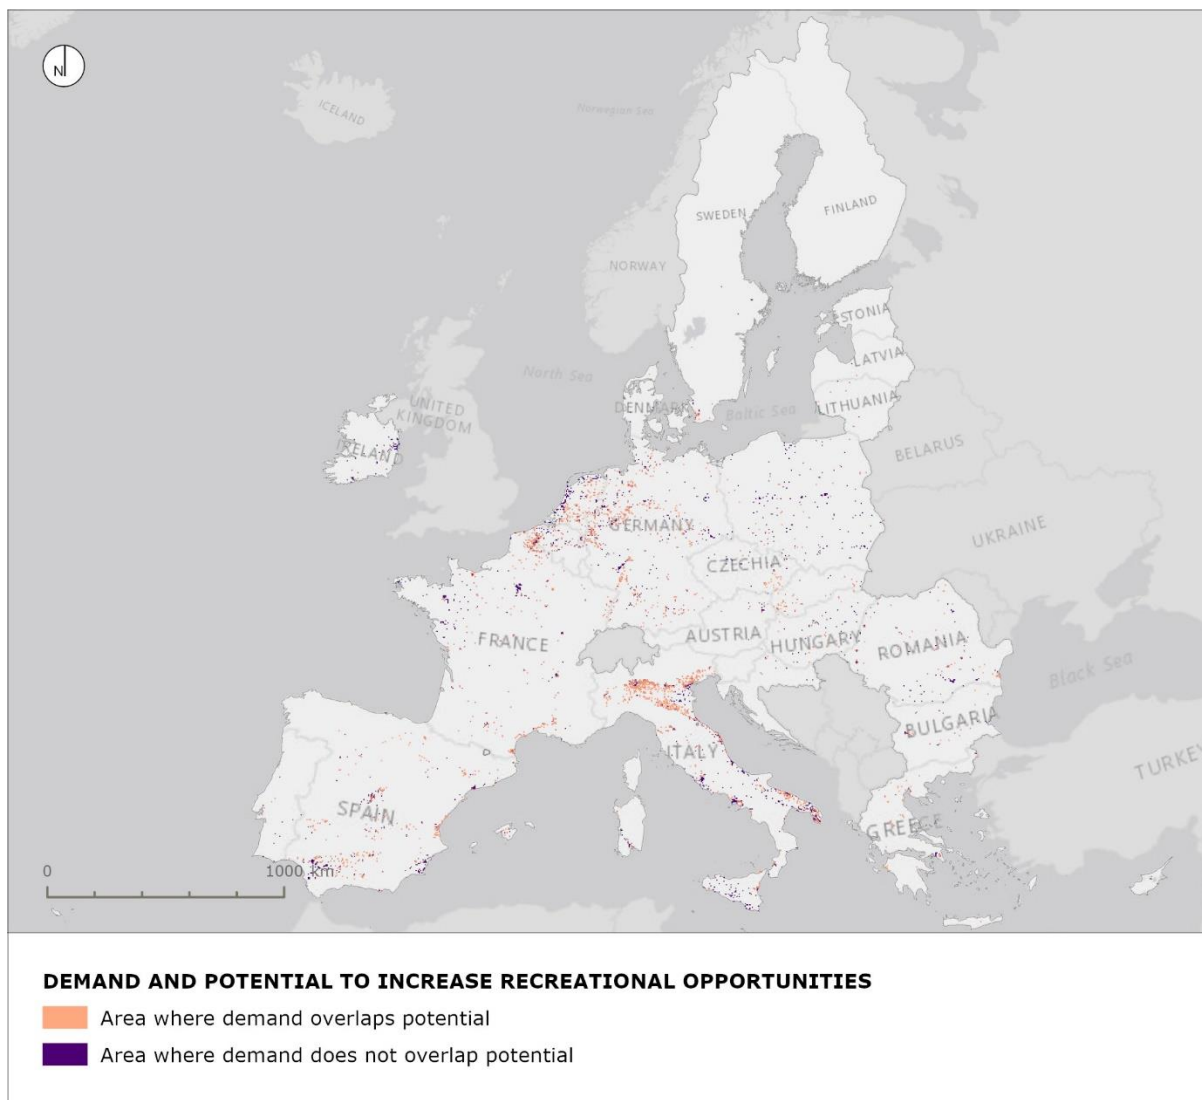 N
ICELAND
Norwegian Sea
SWEDEN
FINLAND
NORWAY
ESTONIA
LATVIA
North Sea
UNITED
KINGDOM
DENMARK
Baltic Sea
LITHUANIA
IRELAND
BELARUS
GERMANY
UKRAINE
CZECHIA
FRANCE
AUSTRIA
HUNGARY
ROMANIA
Black Sea
BULGARIA
ITALY
TURKEY
SPAIN
GREECE
0
1000 km
DEMAND AND POTENTIAL TO INCREASE RECREATIONAL OPPORTUNITIES
Area where demand overlaps potential
Area where demand does not overlap potential